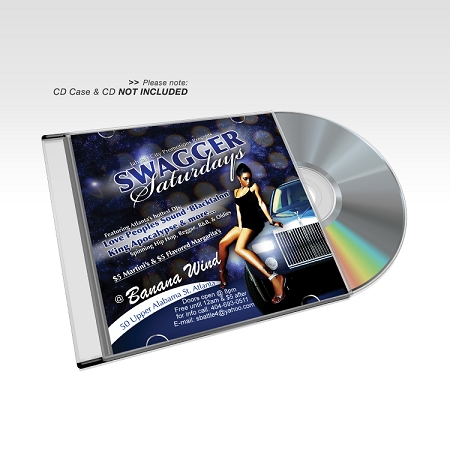 >> Please note:
CD Case & CD NOT INCLUDED
Promotions Presents
SWAGGER
Saturdays
Featuring Atlanta's hottest DJs
Love Peoples Sound "Blacktalon"
King Apocalypse & more...
Spinning Hip Hop, Reggae, R&B, & Oldies
$5 Martini's & $5 Flavored Margarita's
@ Banana Wind
50 Upper Alabama St. Atlanta
Doors open @ 8pm
Free until 12am & $5 after
for info call 404-693-0511
E-mail: sbattle4@yahoo.com